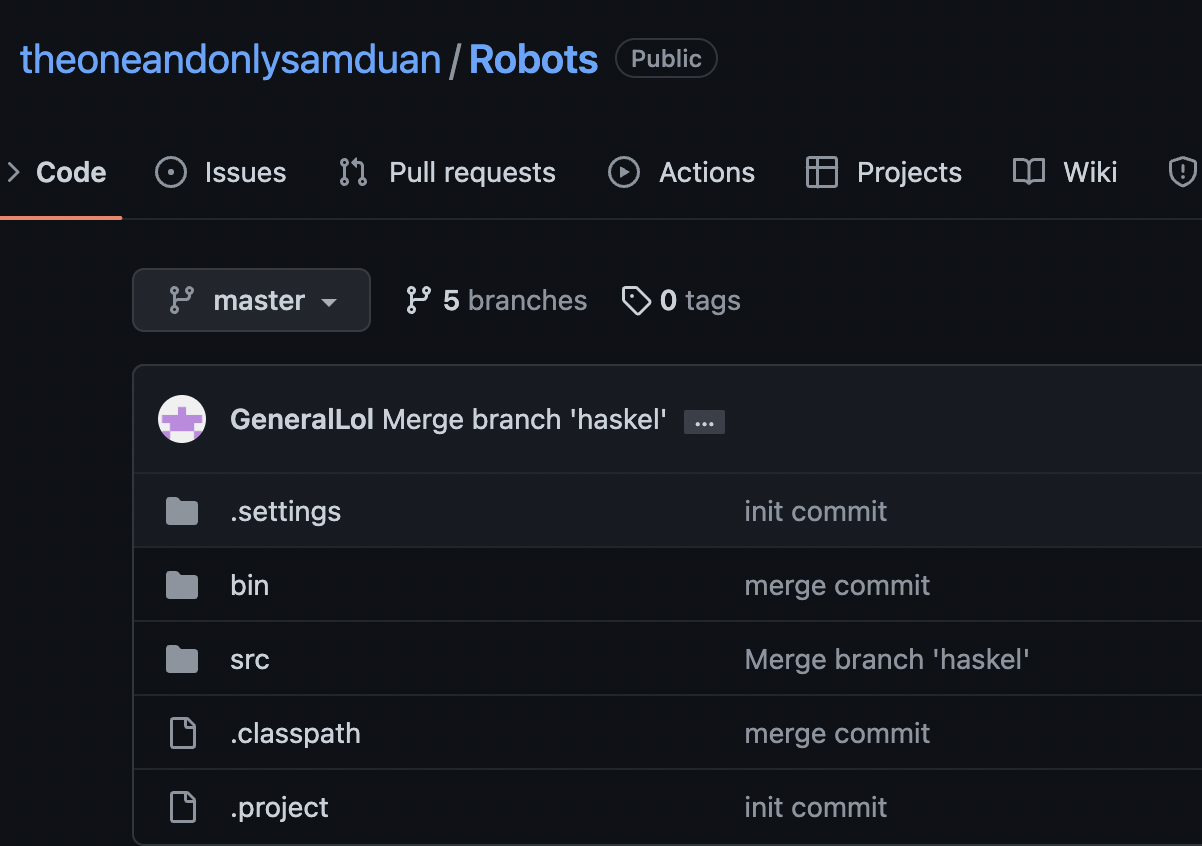 theoneandonlysamduan / Robots Public
Code Issues Pull requests Actions Projects Wiki
master 5 branches 0 tags
GeneralLol Merge branch 'haskel' ...
.settings init commit
bin merge commit
src Merge branch 'haskel'
.classpath merge commit
.project init commit